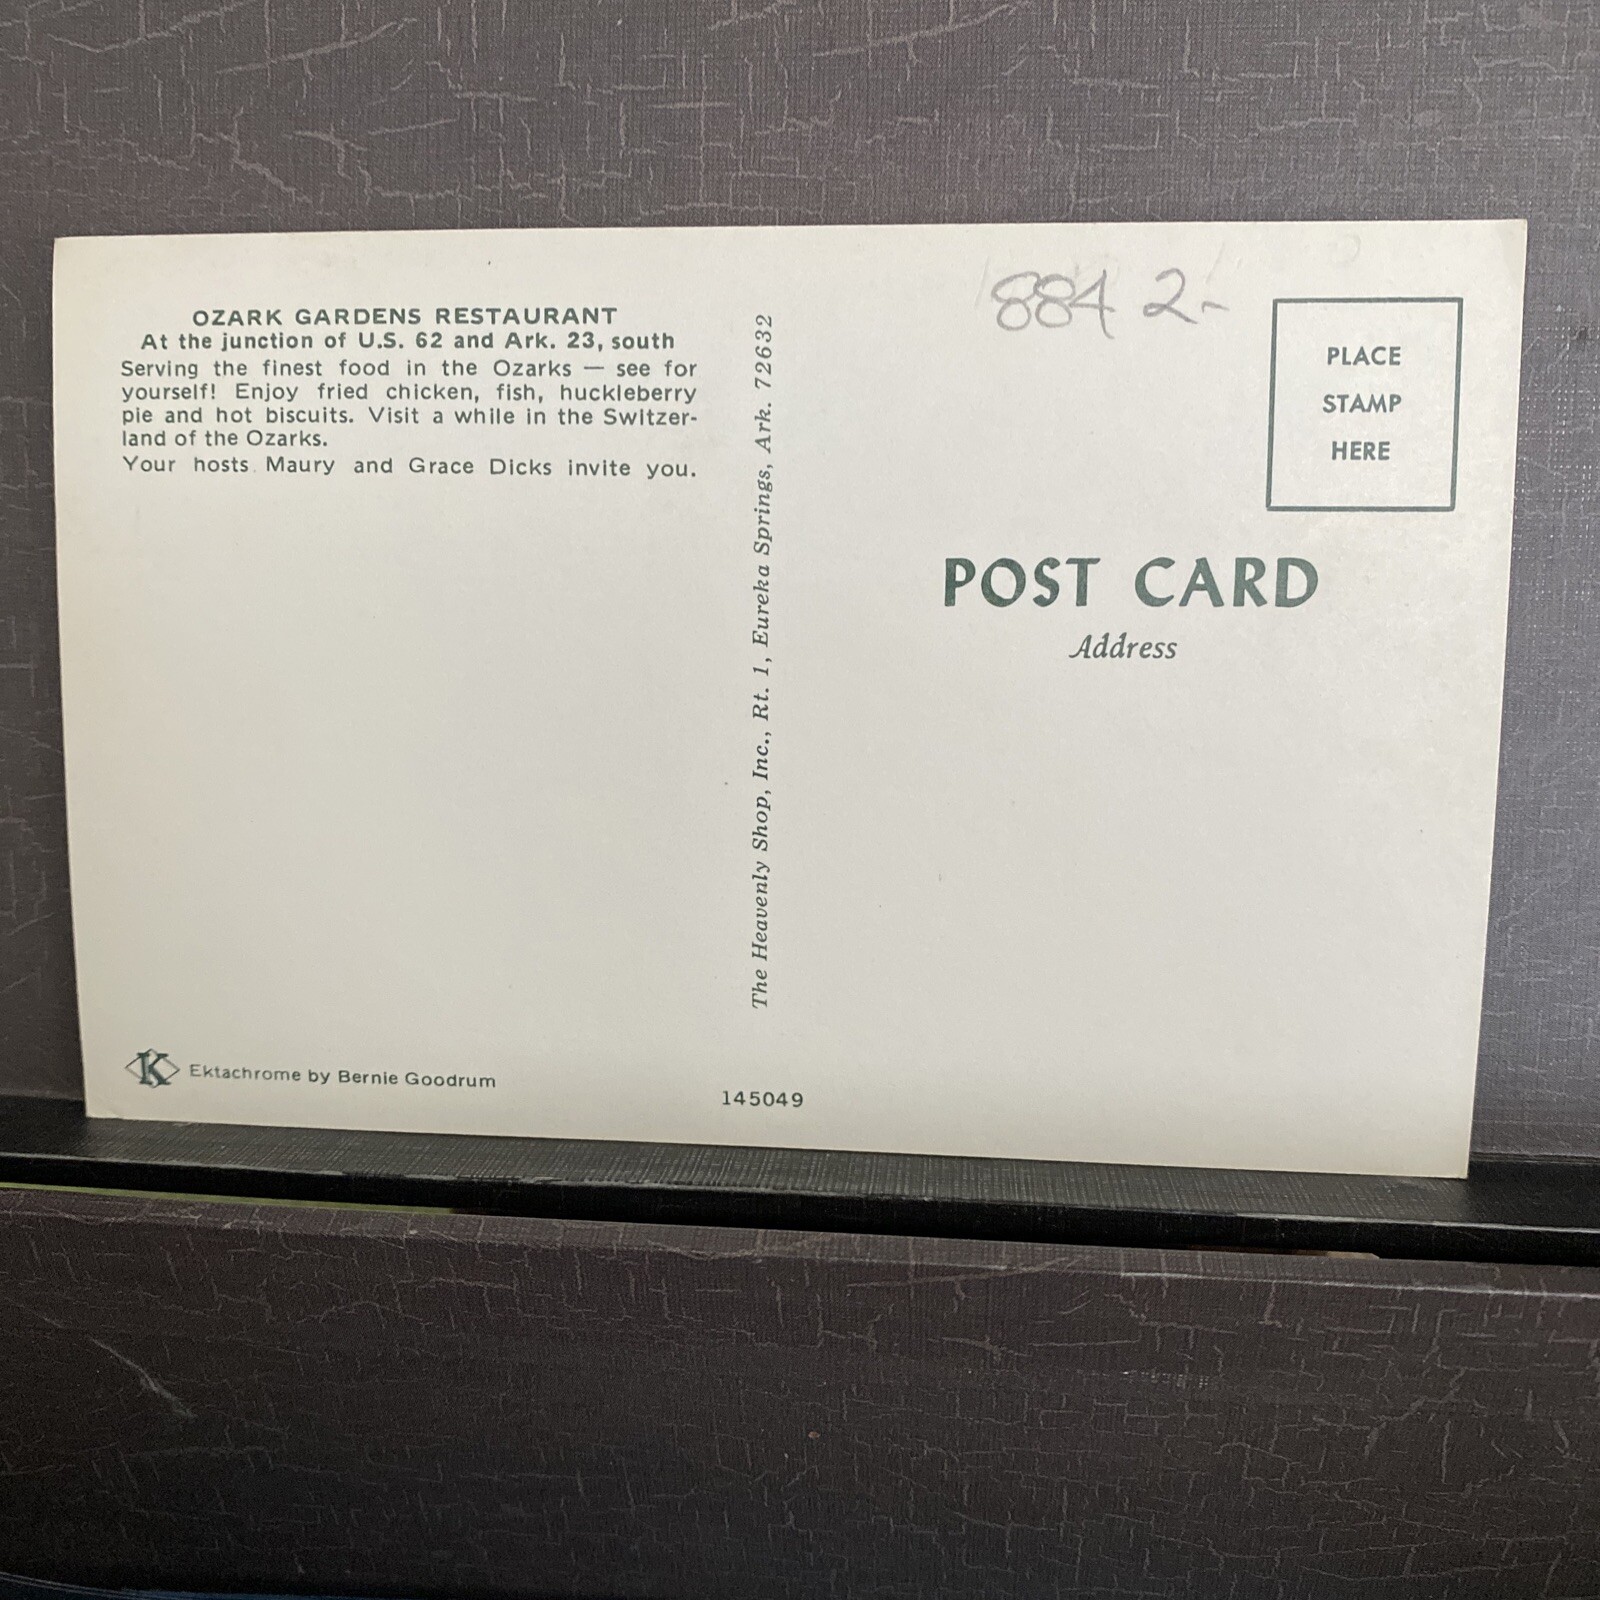 OZARK GARDENS RESTAURANT
At the junction of U.S. 62 and Ark. 23, south
Serving the finest food in the Ozarks — see for
yourself! Enjoy fried chicken, fish, huckleberry
pie and hot biscuits. Visit a while in the Switzer-
land of the Ozarks.
Your hosts Maury and Grace Dicks invite you.
K Ektachrome by Bernie Goodrum
The Heavenly Shop, Inc., Rt. 1, Eureka Springs, Ark. 72632
145049
884 2-
PLACE
STAMP
HERE
POST CARD
Address